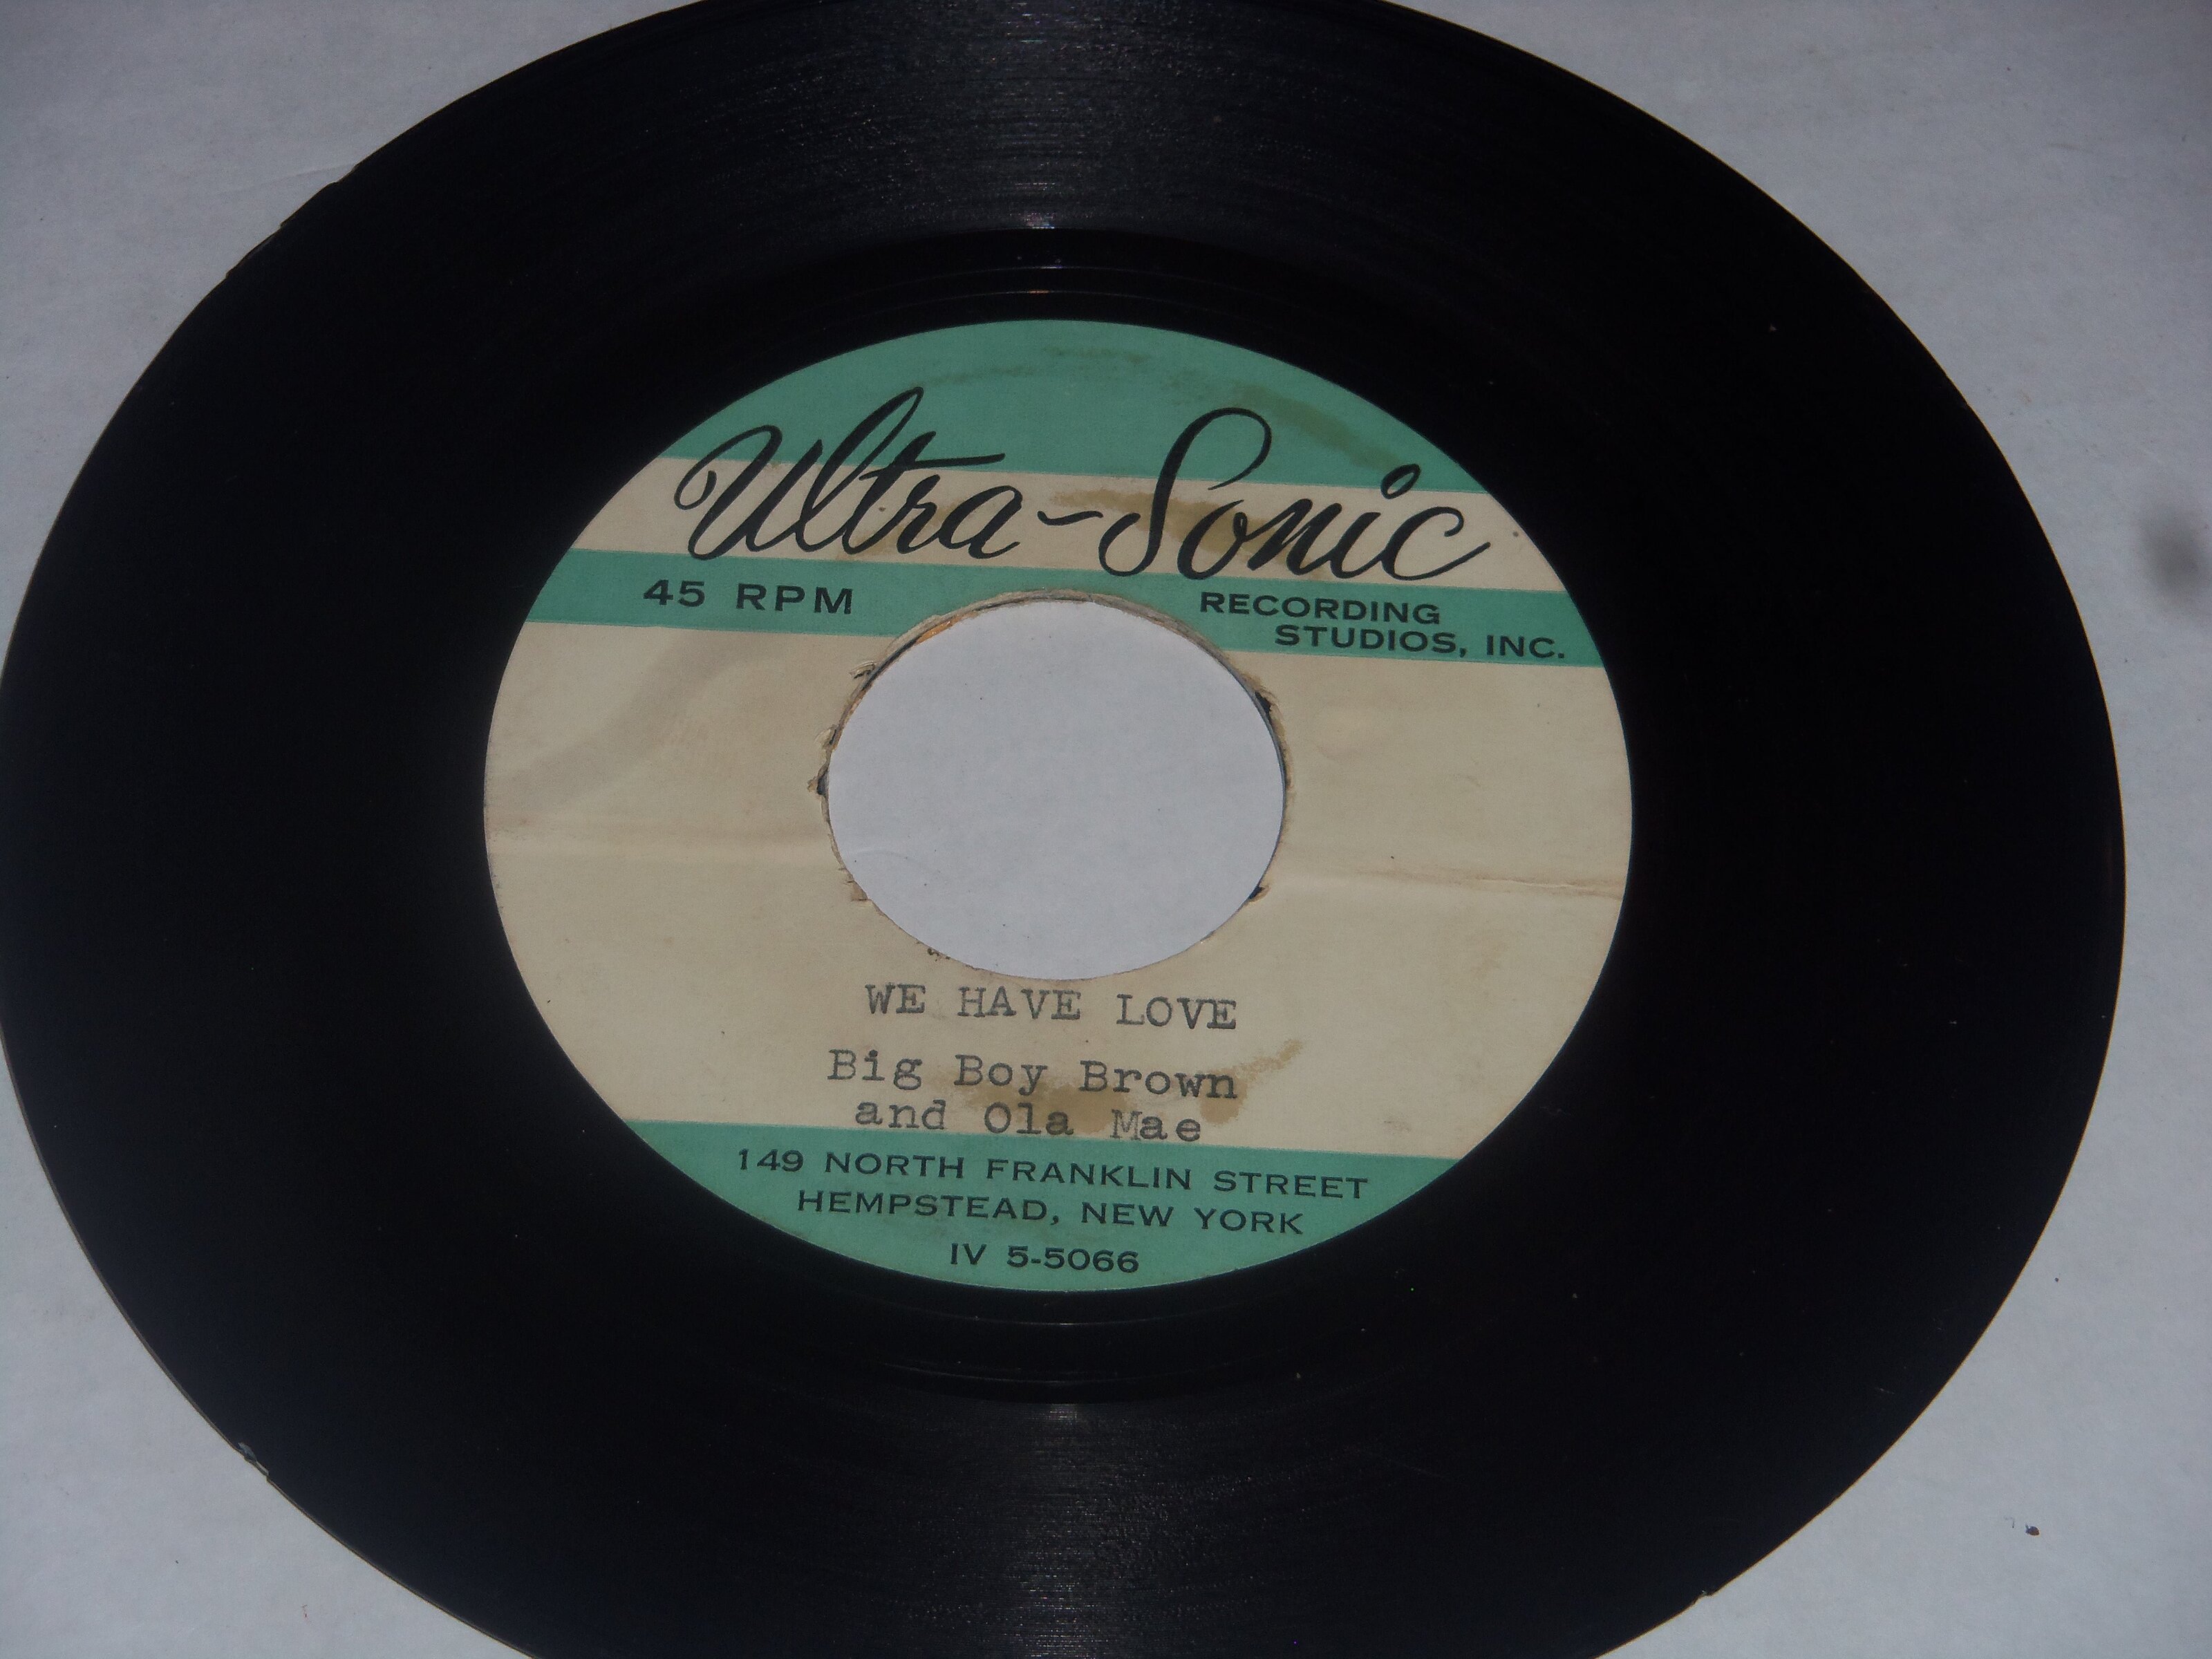 Ultra-Sonic
45 RPM
RECORDING
STUDIOS, INC.
WE HAVE LOVE
Big Boy Brown
and Ola Mae
149 NORTH FRANKLIN STREET
HEMPSTEAD, NEW YORK
IV 5-5066